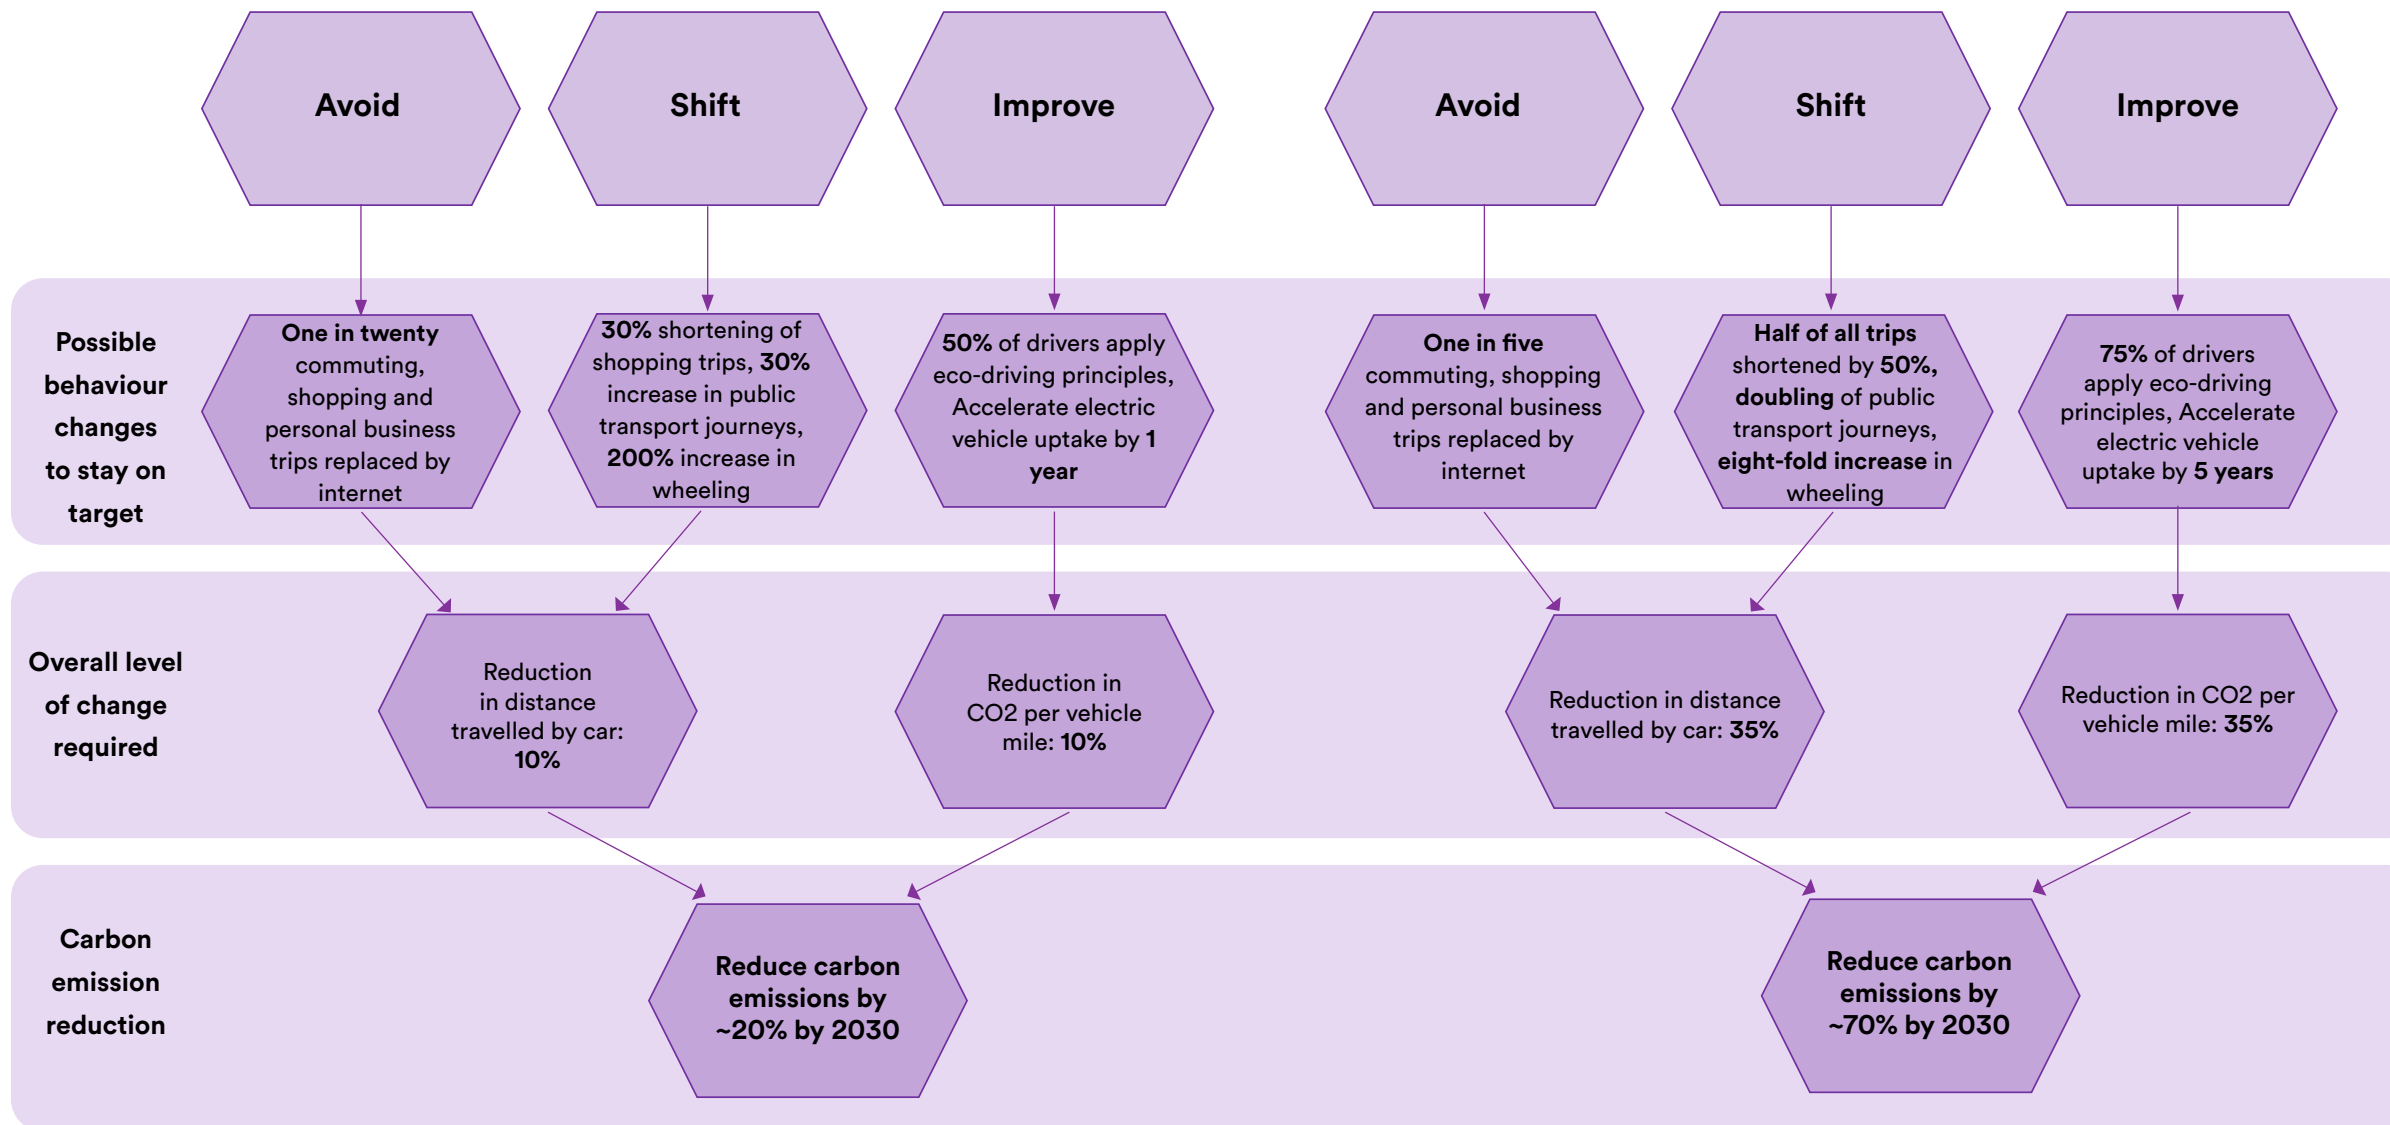 Avoid
Shift
Improve
Avoid
Shift
Improve
Possible
behaviour
changes
to stay on
target
One in twenty
commuting,
shopping and
personal business
trips replaced by
internet
30% shortening of
shopping trips, 30%
increase in public
transport journeys,
200% increase in
wheeling
50% of drivers apply
eco-driving principles,
Accelerate electric
vehicle uptake by 1
year
One in five
commuting, shopping
and personal business
trips replaced by
internet
Half of all trips
shortened by 50%,
doubling of public
transport journeys,
eight-fold increase in
wheeling
75% of drivers
apply eco-driving
principles, Accelerate
electric vehicle
uptake by 5 years
Overall level
of change
required
Reduction
in distance
travelled by car:
10%
Reduction in
CO2 per vehicle
mile: 10%
Reduction in distance
travelled by car: 35%
Reduction in CO2 per
vehicle mile: 35%
Carbon
emission
reduction
Reduce carbon
emissions by
~20% by 2030
Reduce carbon
emissions by
~70% by 2030